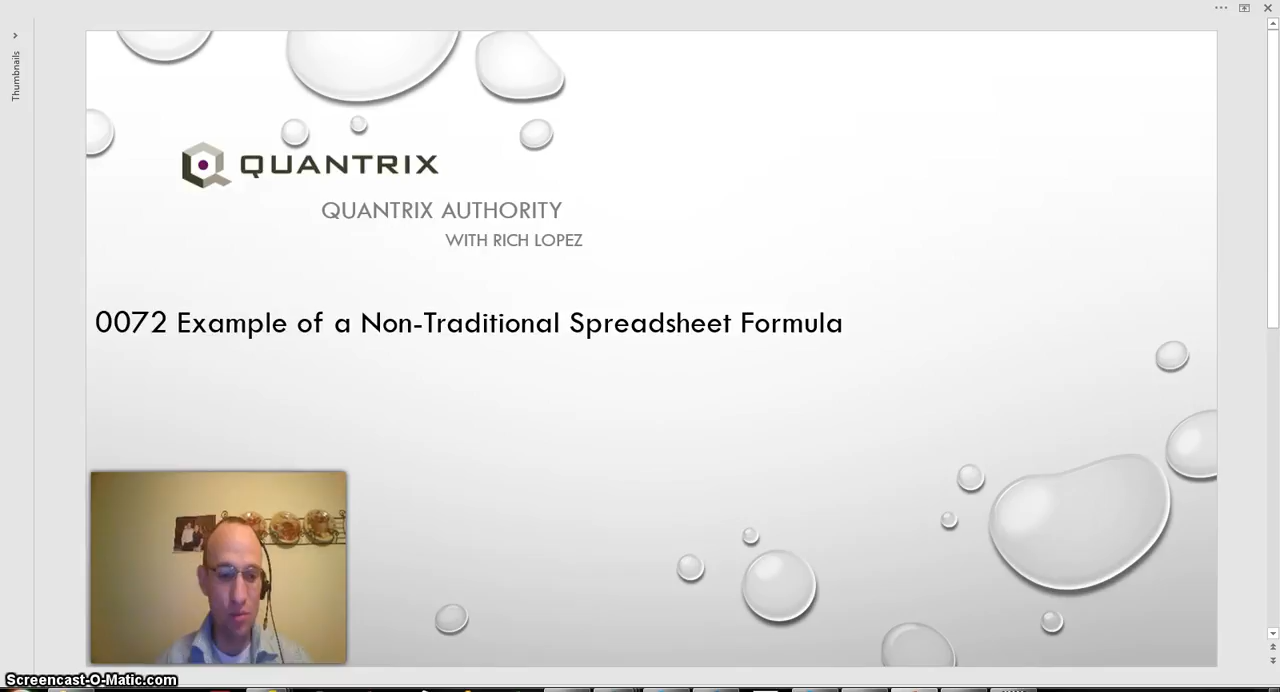 Thumbnails
QUANTRIX
QUANTRIX AUTHORITY
WITH RICH LOPEZ
0072 Example of a Non-Traditional Spreadsheet Formula
Screencast-O-Matic.com